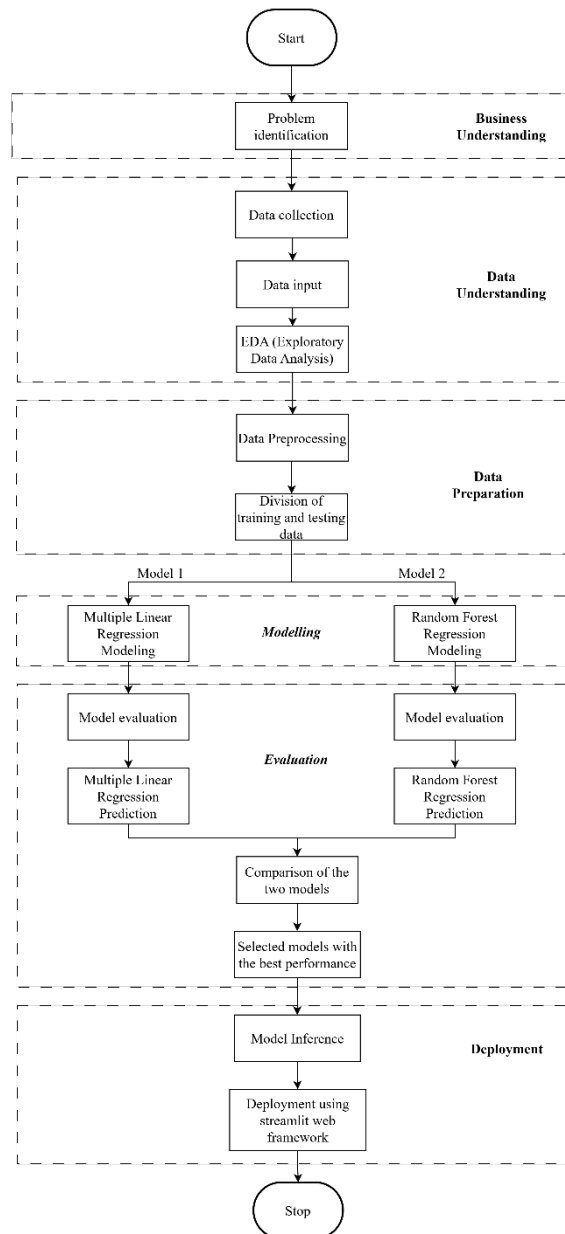 Start
Problem
identification
Business
Understanding
Data collection
Data input
Data
Understanding
EDA (Exploratory
Data Analysis)
Data Preprocessing
Data
Preparation
Division of
training and testing
data
Model 1
Model 2
Multiple Linear
Regression
Modeling
Modelling
Random Forest
Regression
Modeling
Model evaluation
Model evaluation
Evaluation
Multiple Linear
Regression
Prediction
Random Forest
Regression
Prediction
Comparison of the
two models
Selected models with
the best performance
Model Inference
Deployment
Deployment using
streamlit web
framework
Stop